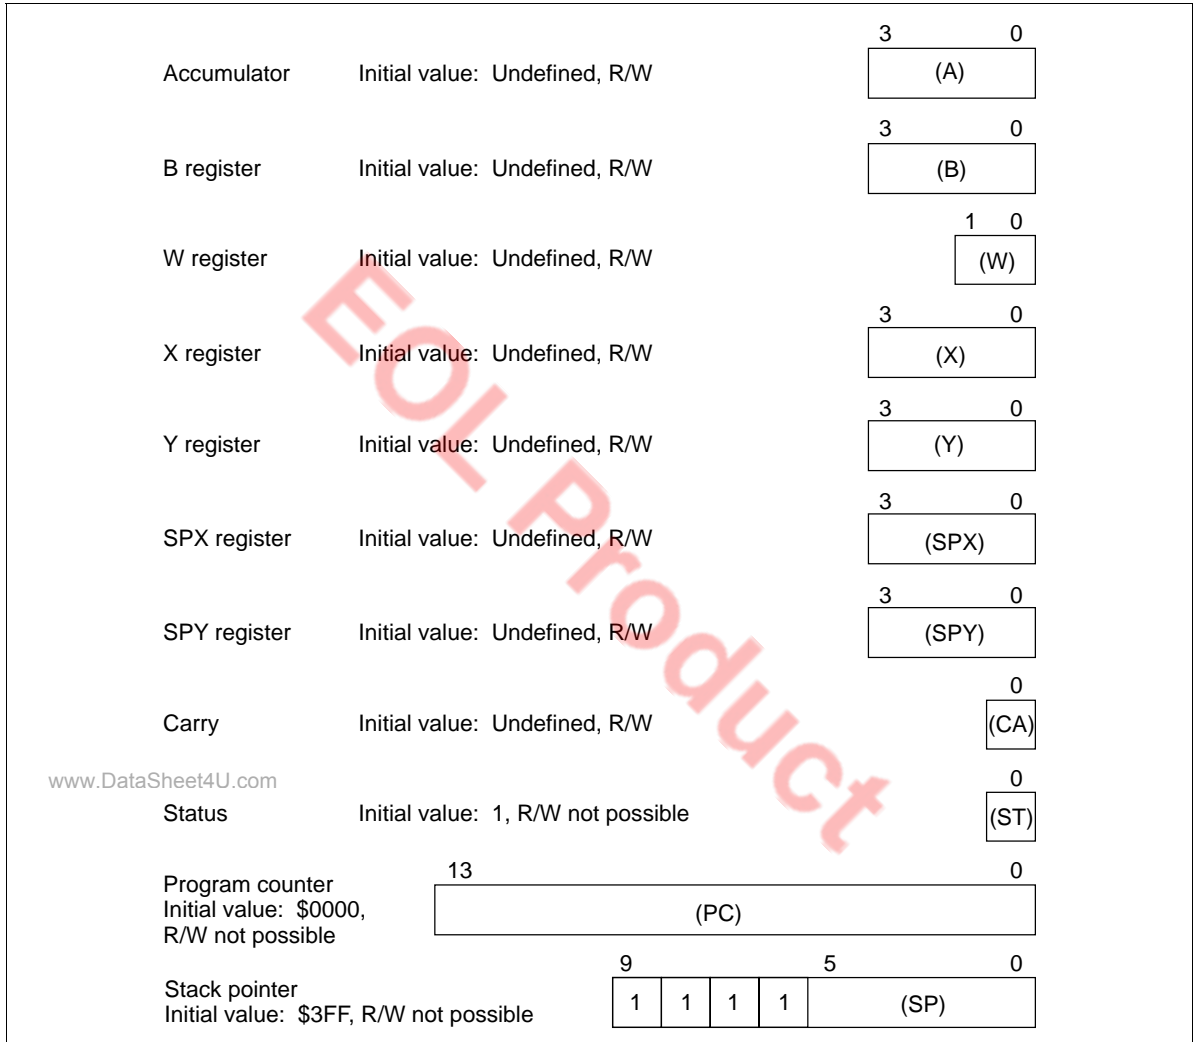 3 0
Accumulator Initial value: Undefined, R/W (A)
3 0
B register Initial value: Undefined, R/W (B)
1 0
W register Initial value: Undefined, R/W (W)
3 0
X register Initial value: Undefined, R/W (X)
3 0
Y register Initial value: Undefined, R/W (Y)
3 0
SPX register Initial value: Undefined, R/W (SPX)
3 0
SPY register Initial value: Undefined, R/W (SPY)
0
Carry Initial value: Undefined, R/W (CA)
www.DataSheet4U.com
0
Status Initial value: 1, R/W not possible (ST)
13 0
Program counter
Initial value: $0000, (PC)
R/W not possible
9 5 0
Stack pointer
Initial value: $3FF, R/W not possible 1 1 1 1 (SP)
EOL Product